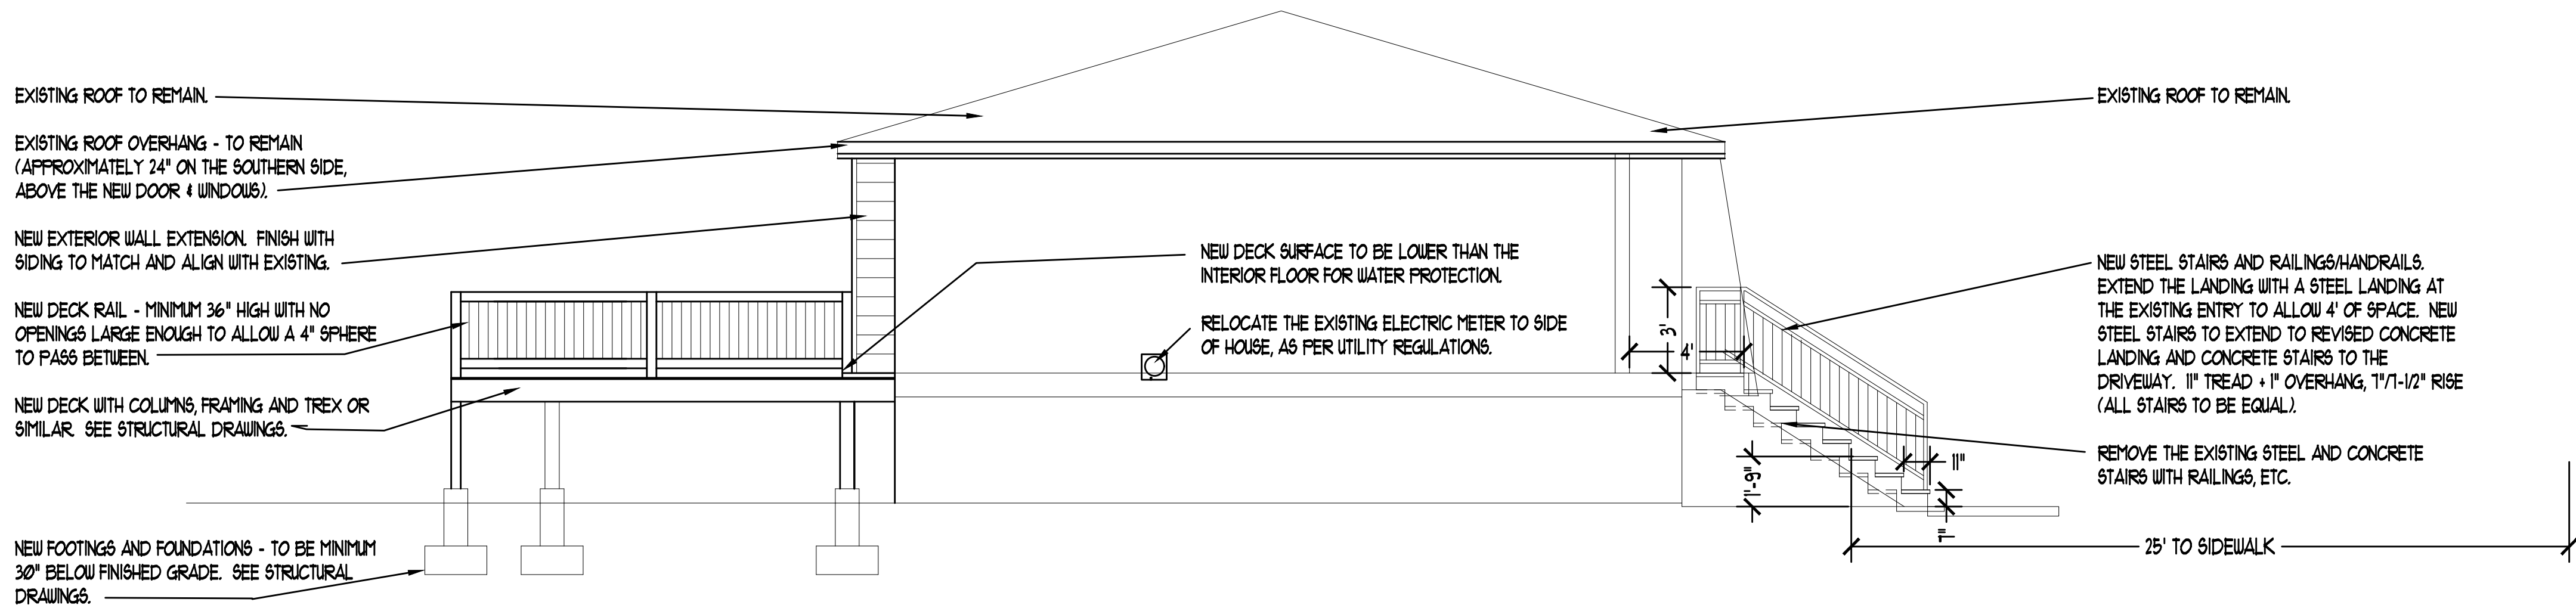 EXISTING ROOF TO REMAIN.
EXISTING ROOF OVERHANG - TO REMAIN
(APPROXIMATELY 24" ON THE SOUTHERN SIDE,
ABOVE THE NEW DOOR & WINDOWS).
NEW EXTERIOR WALL EXTENSION. FINISH WITH
SIDING TO MATCH AND ALIGN WITH EXISTING.
NEW DECK RAIL - MINIMUM 36" HIGH WITH NO
OPENINGS LARGE ENOUGH TO ALLOW A 4" SPHERE
TO PASS BETWEEN.
NEW DECK WITH COLUMNS, FRAMING AND TREX OR
SIMILAR. SEE STRUCTURAL DRAWINGS.
NEW FOOTINGS AND FOUNDATIONS - TO BE MINIMUM
30" BELOW FINISHED GRADE. SEE STRUCTURAL
DRAWINGS.
NEW DECK SURFACE TO BE LOWER THAN THE
INTERIOR FLOOR FOR WATER PROTECTION.
RELOCATE THE EXISTING ELECTRIC METER TO SIDE
OF HOUSE, AS PER UTILITY REGULATIONS.
3'
4'
1'-9"
11"
7"
25' TO SIDEWALK
EXISTING ROOF TO REMAIN.
NEW STEEL STAIRS AND RAILINGS/HANDRAILS.
EXTEND THE LANDING WITH A STEEL LANDING AT
THE EXISTING ENTRY TO ALLOW 4' OF SPACE. NEW
STEEL STAIRS TO EXTEND TO REVISED CONCRETE
LANDING AND CONCRETE STAIRS TO THE
DRIVEWAY. 11" TREAD + 1" OVERHANG, 7"/7-1/2" RISE
(ALL STAIRS TO BE EQUAL).
REMOVE THE EXISTING STEEL AND CONCRETE
STAIRS WITH RAILINGS, ETC.